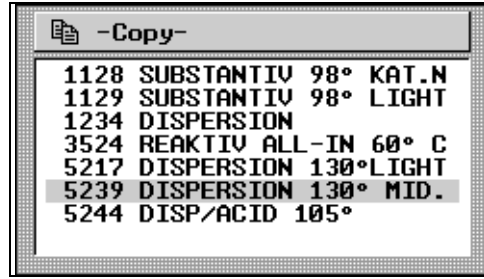 -Copy-
1128 SUBSTANTIV 98° KAT.N
1129 SUBSTANTIV 98° LIGHT
1234 DISPERSION
3524 REAKTIV ALL-IN 60° C
5217 DISPERSION 130°LIGHT
5239 DISPERSION 130° MID.
5244 DISP/ACID 105°